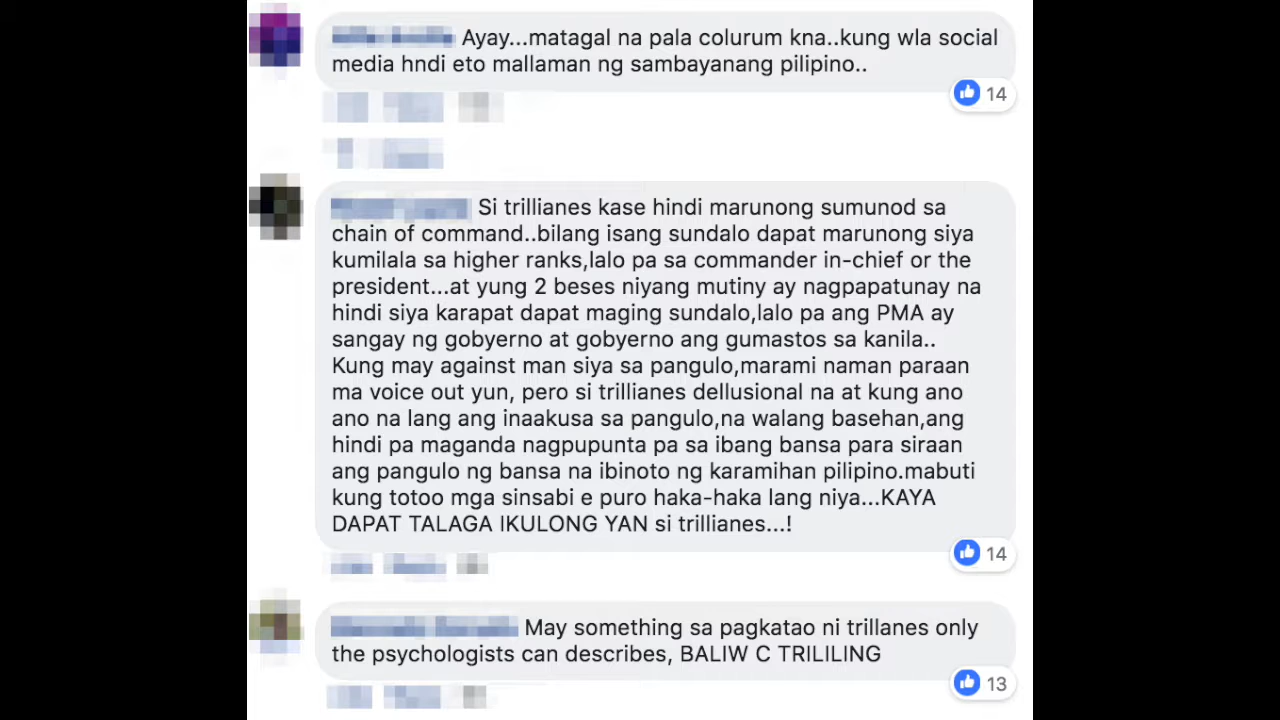 Ayay...matagal na pala colurum kna..kung wla social
media hndi eto mallaman ng sambayanang pilipino..
14
Si trillianes kase hindi marunong sumunod sa
chain of command..bilang isang sundalo dapat marunong siya
kumilala sa higher ranks,lalo pa sa commander in-chief or the
president...at yung 2 beses niyang mutiny ay nagpapatunay na
hindi siya karapat dapat maging sundalo,lalo pa ang PMA ay
sangay ng gobyerno at gobyerno ang gumastos sa kanila..
Kung may against man siya sa pangulo,marami naman paraan
ma voice out yun, pero si trillianes dellusional na at kung ano
ano na lang ang inaakusa sa pangulo,na walang basehan,ang
hindi pa maganda nagpupunta pa sa ibang bansa para siraan
ang pangulo ng bansa na ibinoto ng karamihan pilipino.mabuti
kung totoo mga sinsabi e puro haka-haka lang niya...KAYA
DAPAT TALAGA IKULONG YAN si trillianes...!
14
May something sa pagkatao ni trillanes only
the psychologists can describes, BALIW C TRILILING
13